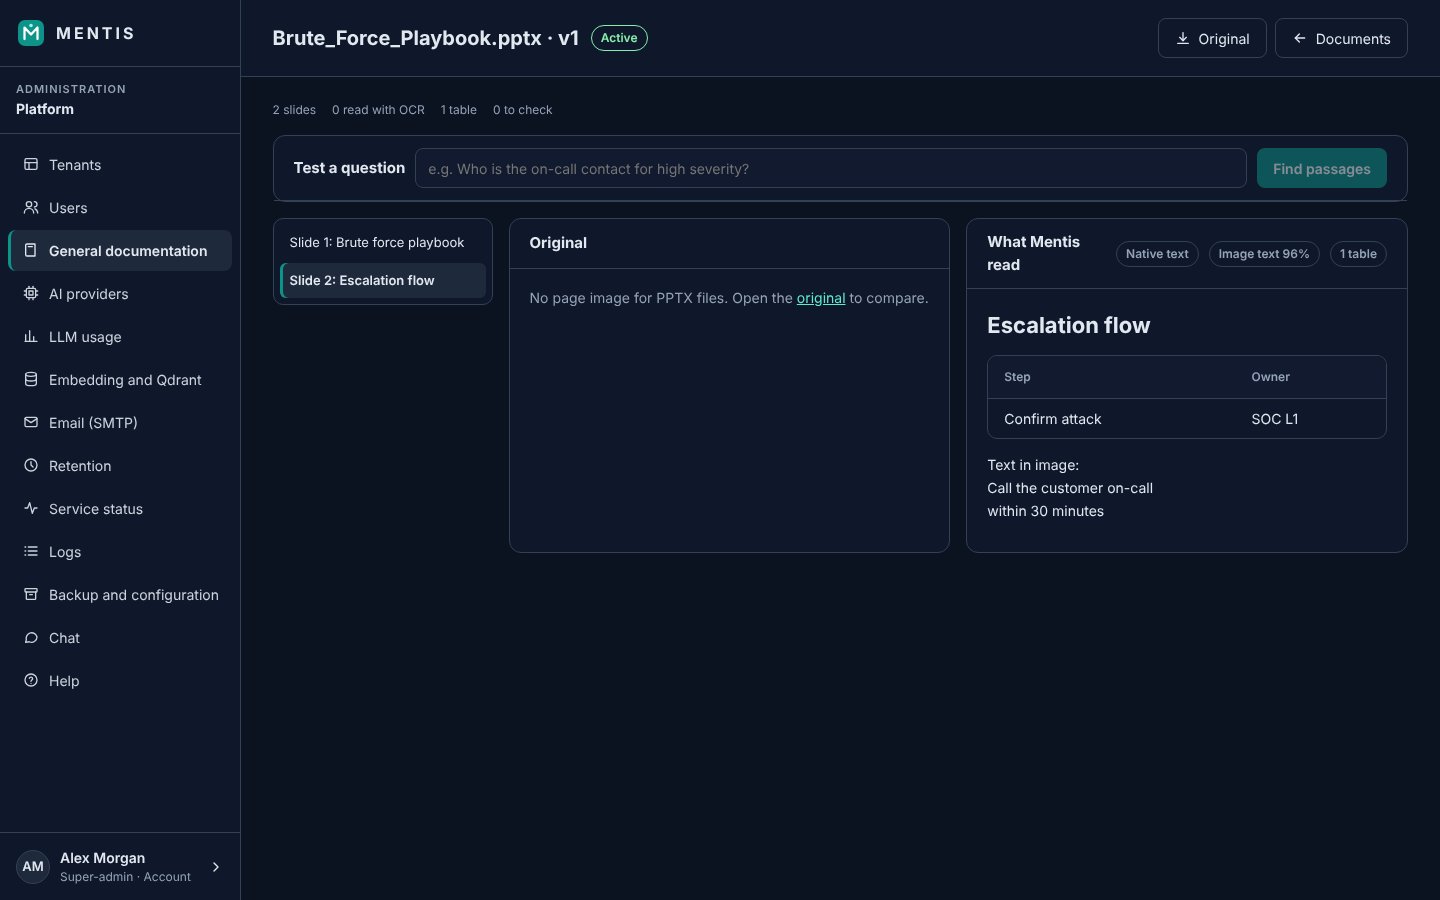 MENTIS
ADMINISTRATION
Platform
Tenants
Users
General documentation
AI providers
LLM usage
Embedding and Qdrant
Email (SMTP)
Retention
Service status
Logs
Backup and configuration
Chat
Help
AM
Alex Morgan
Super-admin · Account
Brute_Force_Playbook.pptx · v1
Active
Original
Documents
2 slides
0 read with OCR
1 table
0 to check
Test a question
e.g. Who is the on-call contact for high severity?
Find passages
Slide 1: Brute force playbook
Slide 2: Escalation flow
Original
No page image for PPTX files. Open the original to compare.
What Mentis
read
Native text
Image text 96%
1 table
Escalation flow
Step Owner
Confirm attack SOC L1
Text in image:
Call the customer on-call
within 30 minutes